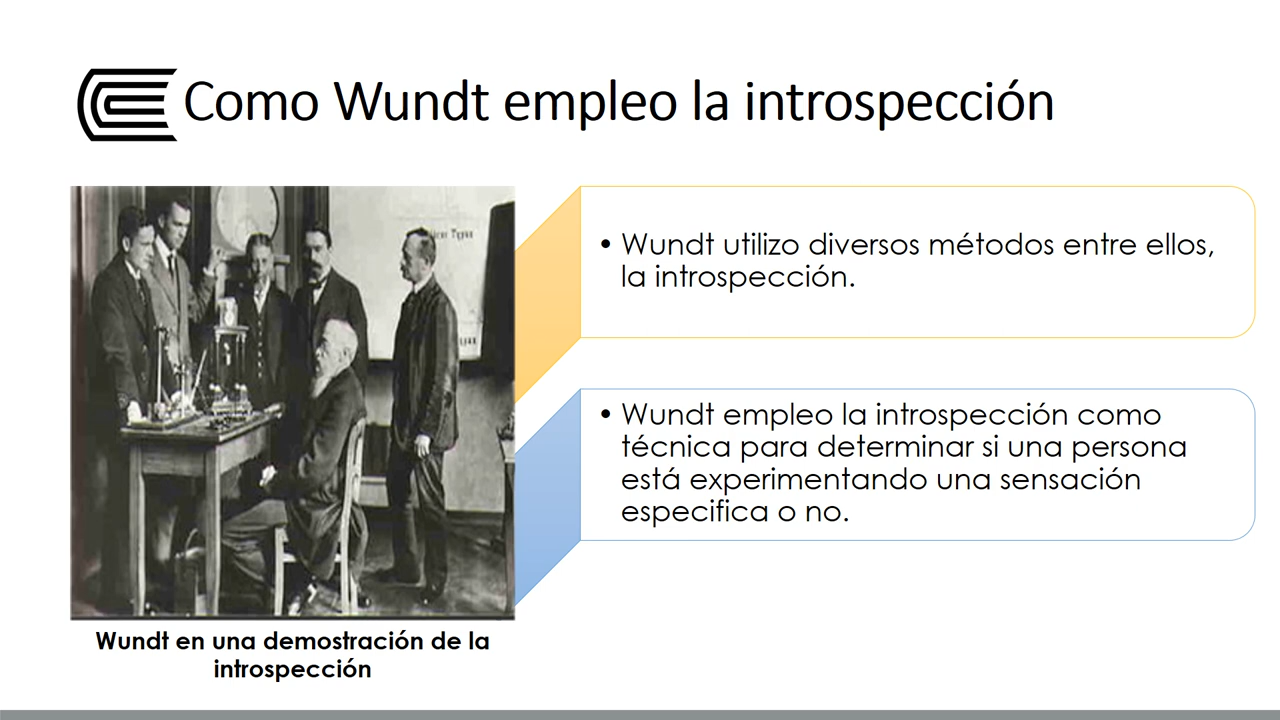 Como Wundt empleo la introspección
• Wundt utilizo diversos métodos entre ellos,
la introspección.
• Wundt empleo la introspección como
técnica para determinar si una persona
está experimentando una sensación
especifica o no.
Wundt en una demostración de la
introspección